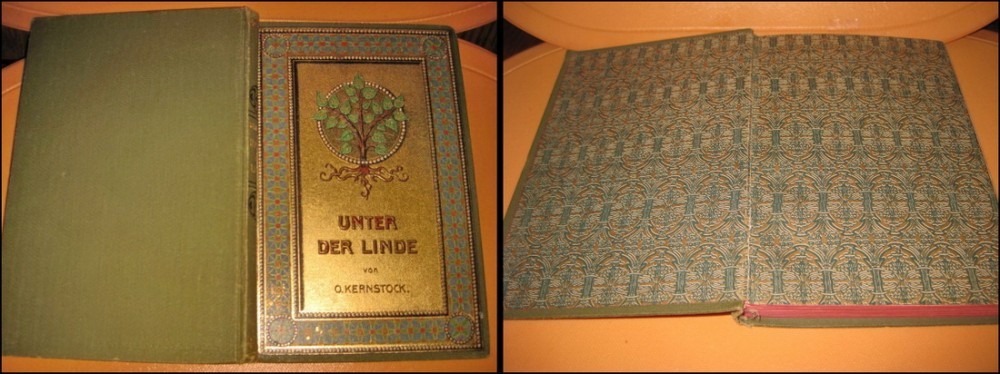 UNTER
DER LINDE
VON
O. KERNSTOCK.